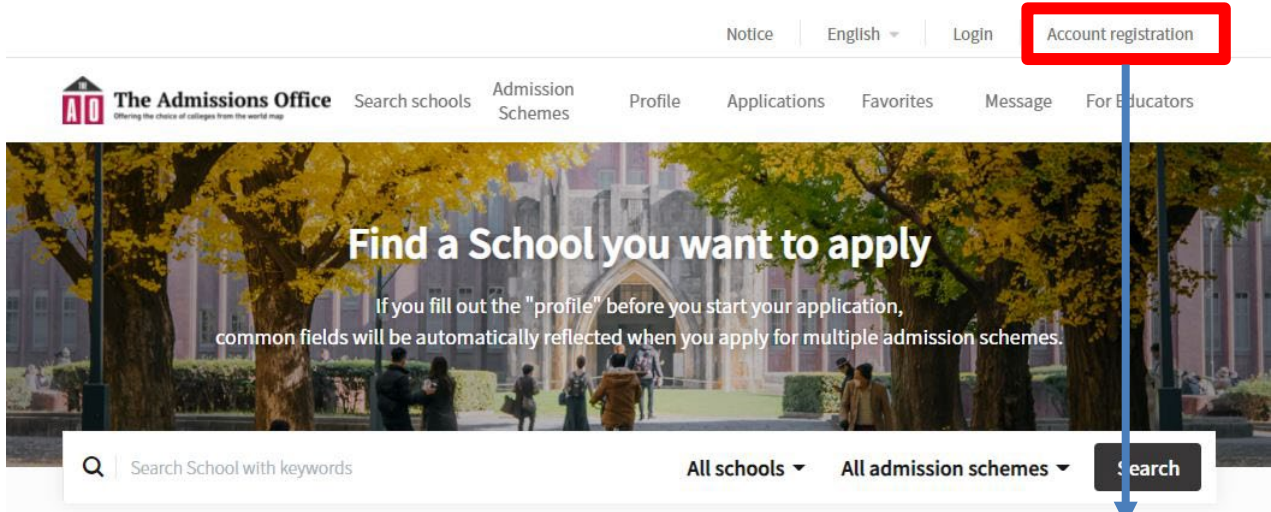 Notice English Login Account registration
THE
AO
The Admissions Office
Offering the choice of colleges from the world map
Search schools
Admission
Schemes
Profile Applications Favorites Message For Educators
Find a School you want to apply
If you fill out the "profile" before you start your application,
common fields will be automatically reflected when you apply for multiple admission schemes.
Search School with keywords All schools All admission schemes Search